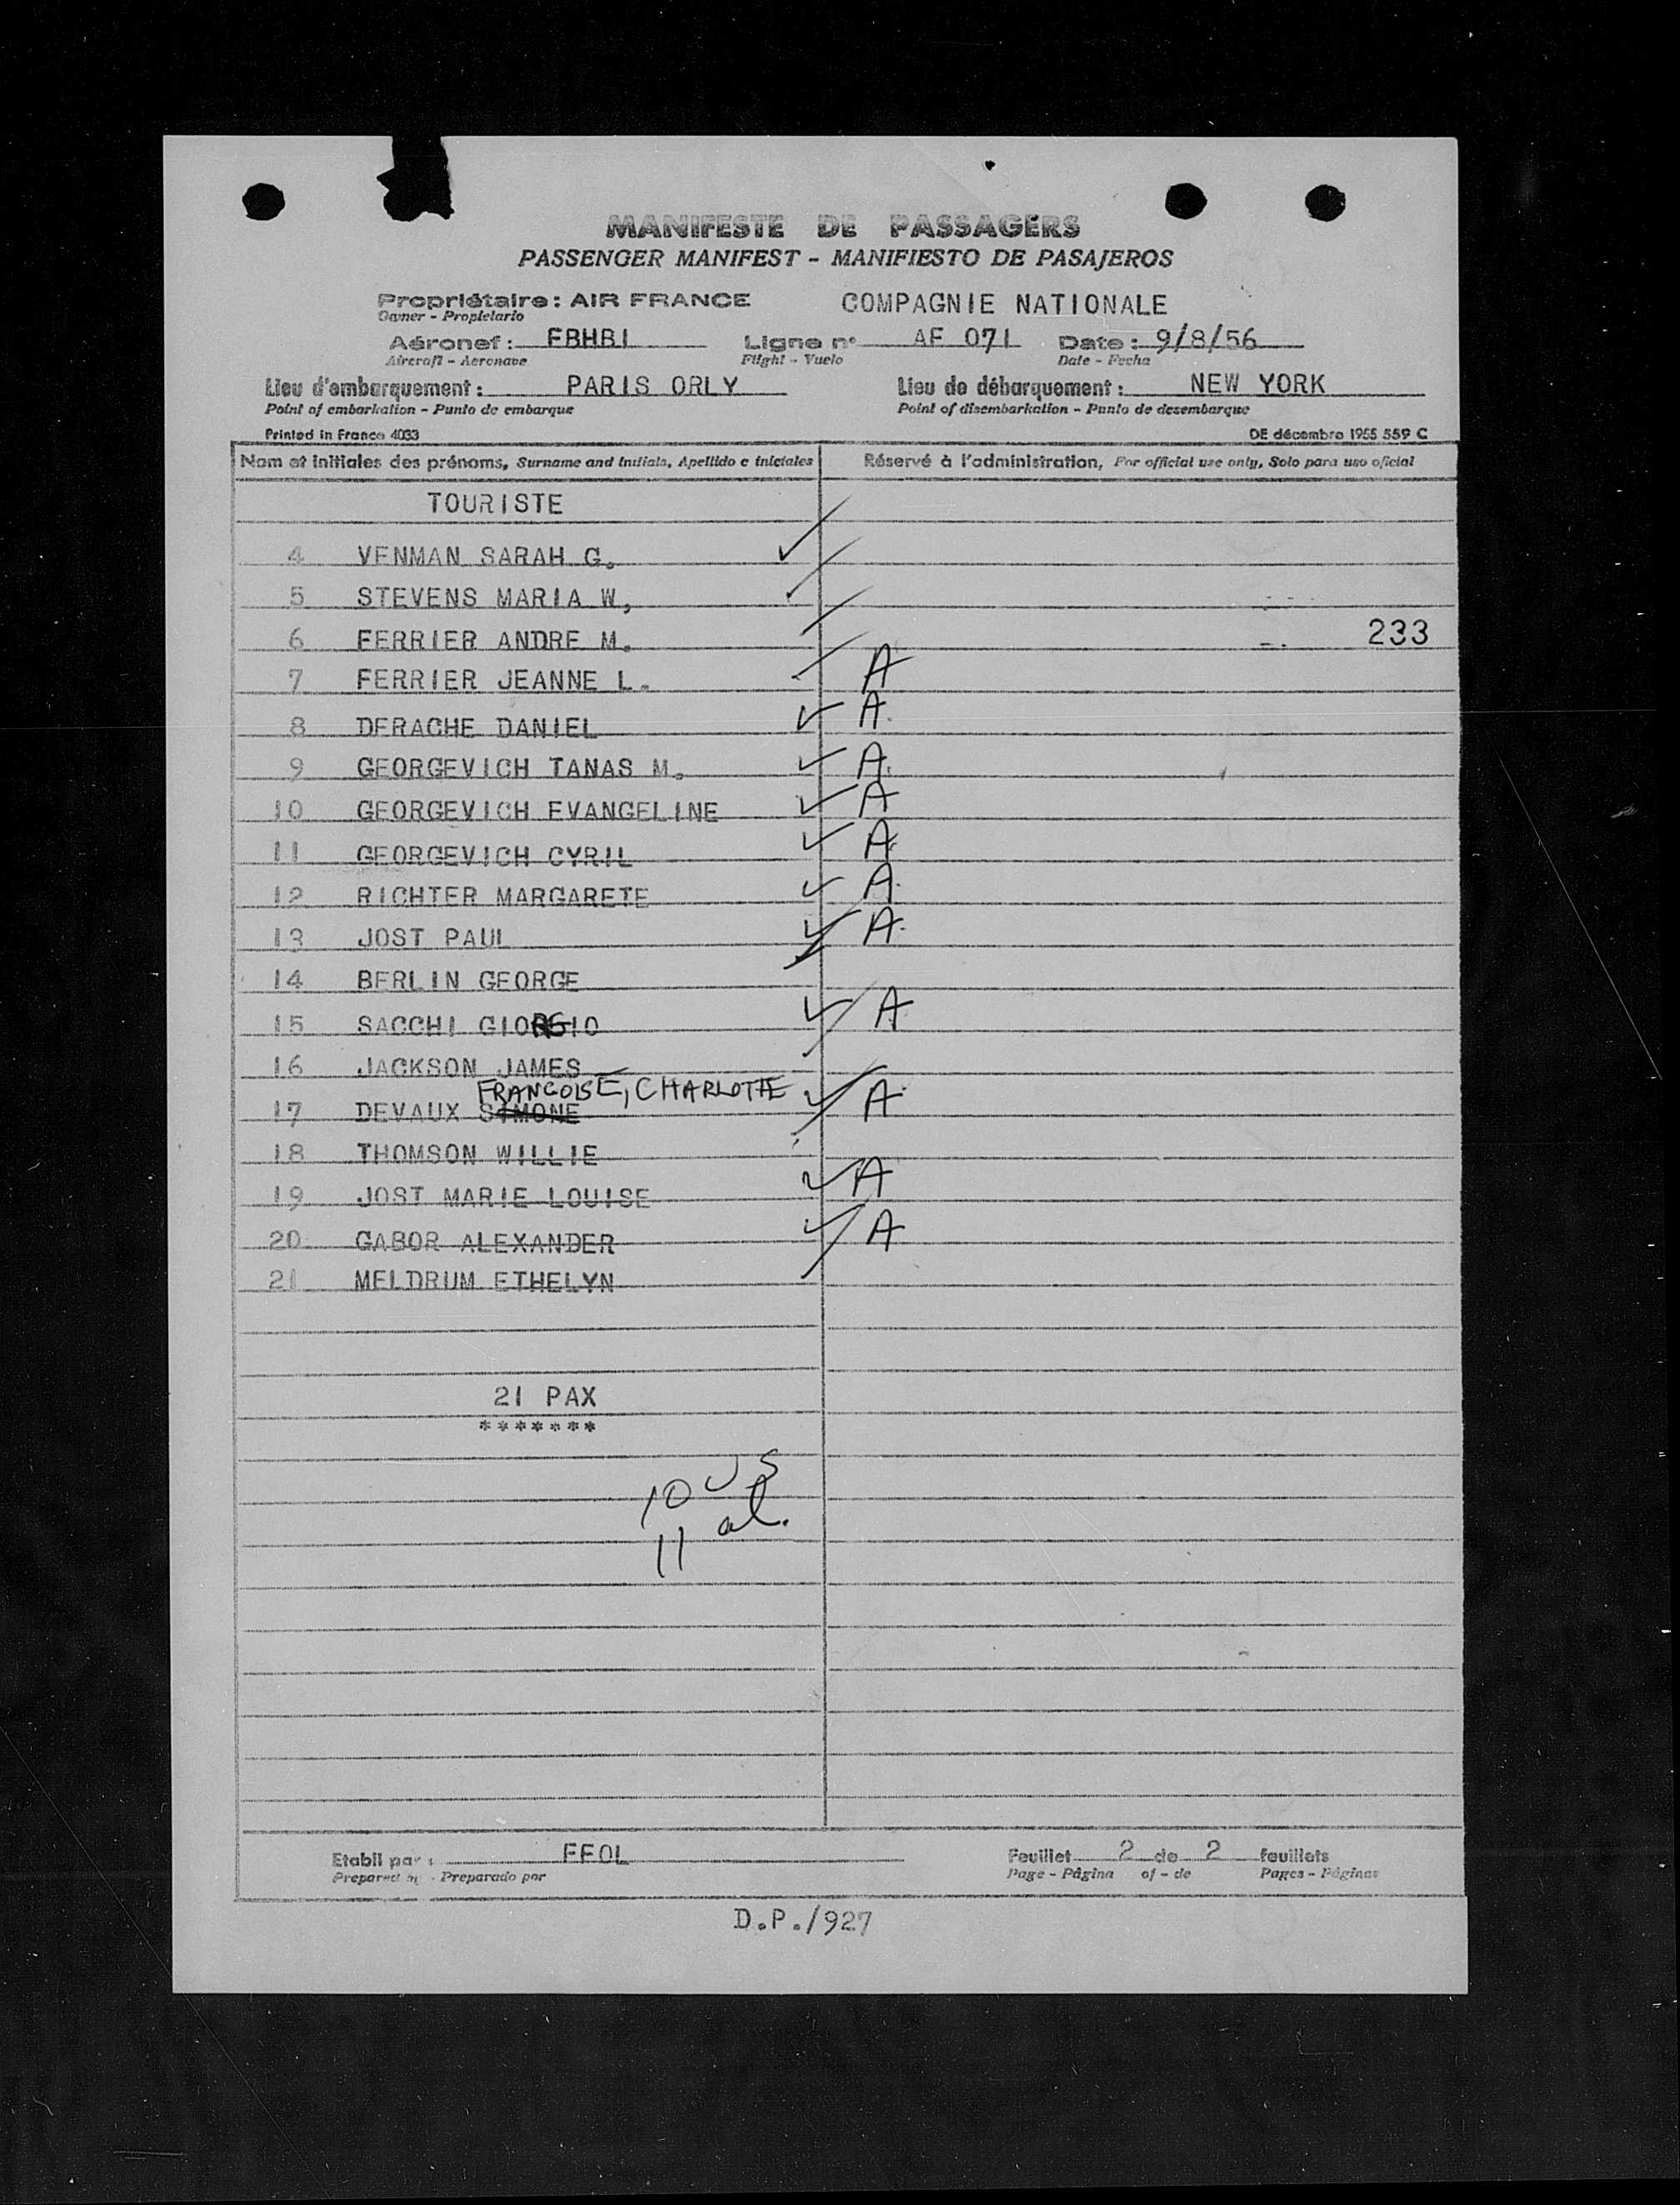 MANIFESTE DE PASSAGERS
PASSENGER MANIFEST - MANIFIESTO DE PASAJEROS
Propriétaire : AIR FRANCE COMPAGNIE NATIONALE
Owner - Propietario
Aéronef : FBHBI Ligne n° AF 071 Date : 9/8/56
Aircraft - Aeronave Flight - Vuelo Date - Fecha
Lieu d'embarquement : PARIS ORLY Lieu de débarquement : NEW YORK
Point of embarkation - Punto de embarque Point of disembarkation - Punto de desembarque
Printed in France 4033 DE décembre 1955 559 C
Nom et initiales des prénoms, Surname and initials, Apellido e iniciales Réservé à l'administration, For official use only, Solo para uso oficial
TOURISTE
4 VENMAN SARAH G.
5 STEVENS MARIA W,
6 FERRIER ANDRE M. 233
7 FERRIER JEANNE L. A
8 DERACHE DANIEL A.
9 GEORGEVICH TANAS M. A.
10 GEORGEVICH EVANGELINE A
11 GEORGEVICH CYRIL A
12 RICHTER MARGARETE A.
13 JOST PAUL A.
14 BERLIN GEORGE
15 SACCHI GIORGIO A
16 JACKSON JAMES
FRANCOISE, CHARLOTTE
17 DEVAUX SIMONE A
18 THOMSON WILLIE
19 JOST MARIE LOUISE A
20 GABOR ALEXANDER A
21 MELDRUM ETHELYN
21 PAX
*******
10 US
11 al.
Etabli par : FFOL Feuillet 2 de 2 feuillets
Prepared by - Preparado por Page - Página of - de Pages - Páginas
D.P./927